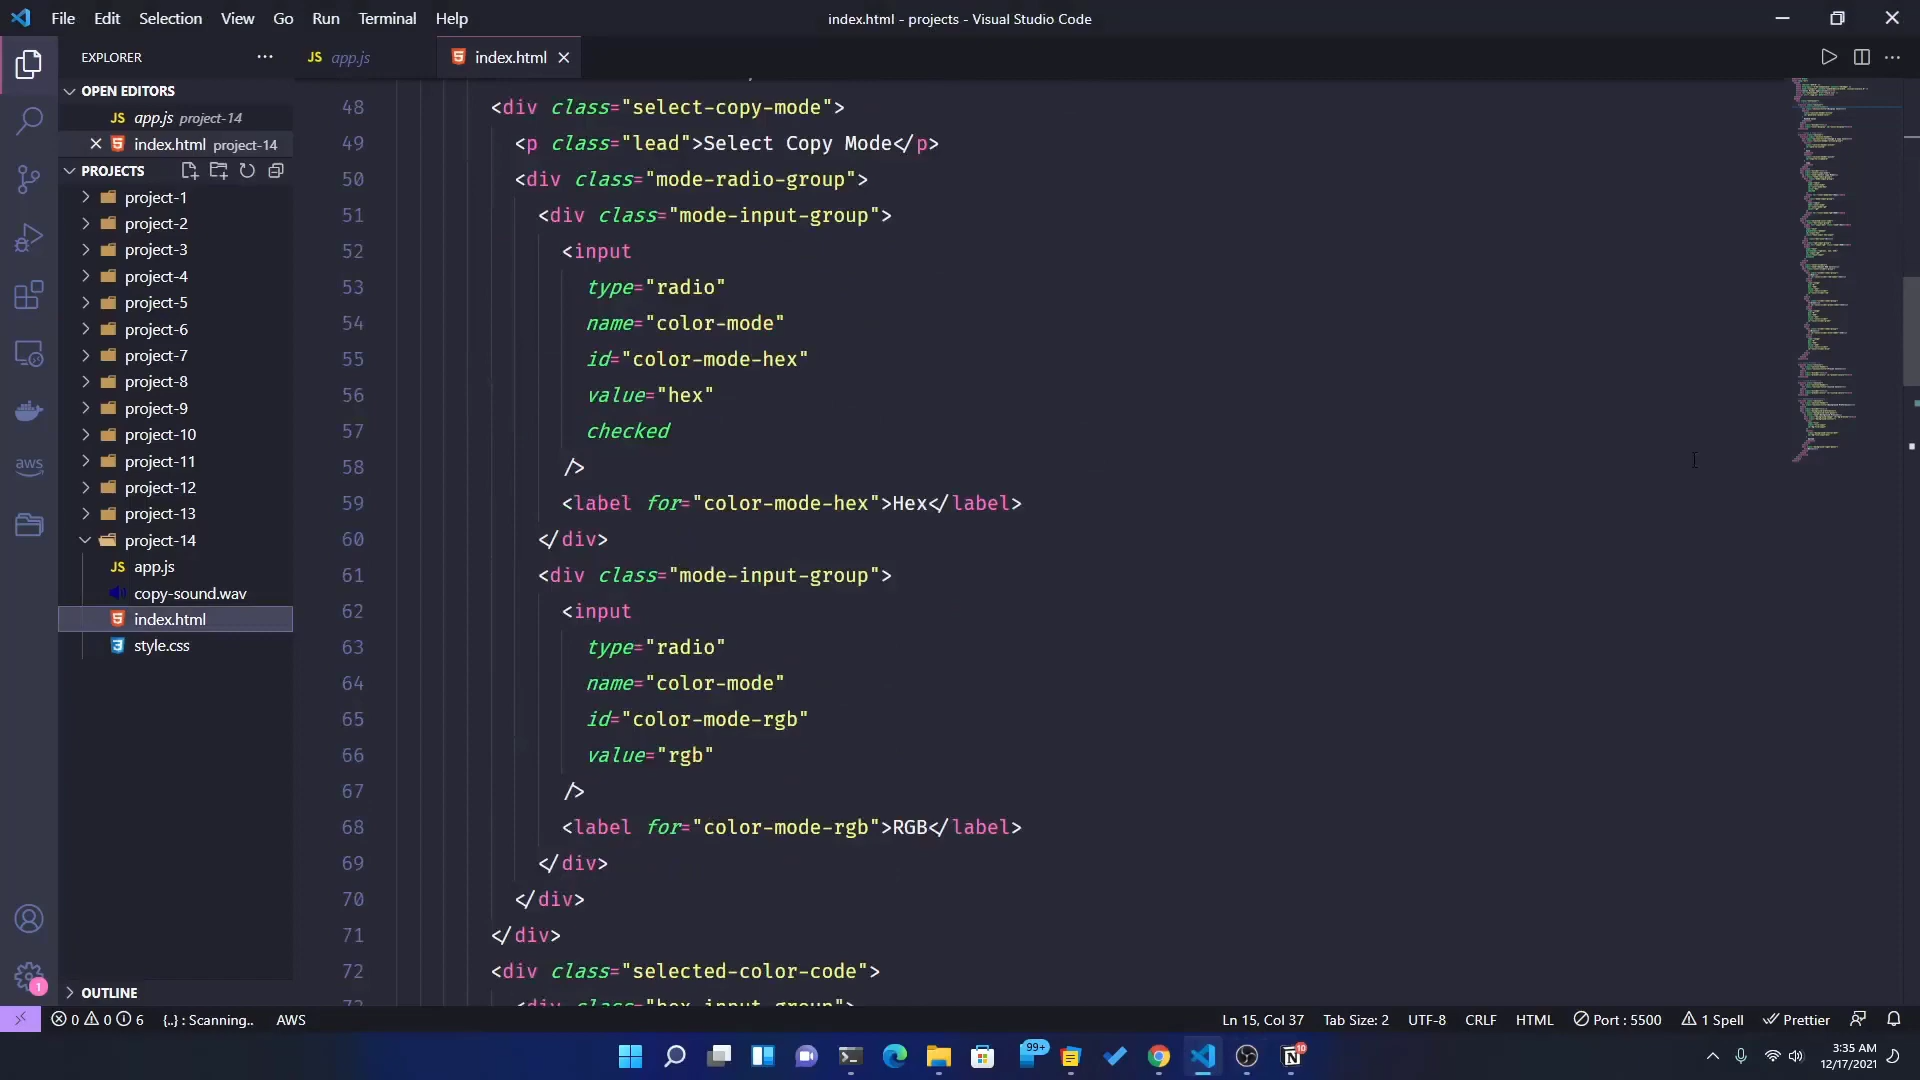 File Edit Selection View Go Run Terminal Help
index.html - projects - Visual Studio Code
EXPLORER
JS app.js
index.html
OPEN EDITORS
JS app.js project-14
index.html project-14
PROJECTS
project-1
project-2
project-3
project-4
project-5
project-6
project-7
project-8
project-9
project-10
project-11
project-12
project-13
project-14
JS app.js
copy-sound.wav
index.html
style.css
OUTLINE
aws
1
48 <div class="select-copy-mode">
49 <p class="lead">Select Copy Mode</p>
50 <div class="mode-radio-group">
51 <div class="mode-input-group">
52 <input
53 type="radio"
54 name="color-mode"
55 id="color-mode-hex"
56 value="hex"
57 checked
58 />
59 <label for="color-mode-hex">Hex</label>
60 </div>
61 <div class="mode-input-group">
62 <input
63 type="radio"
64 name="color-mode"
65 id="color-mode-rgb"
66 value="rgb"
67 />
68 <label for="color-mode-rgb">RGB</label>
69 </div>
70 </div>
71 </div>
72 <div class="selected-color-code">
73 <div class="hex-input-group">
0 0 6 {..} : Scanning.. AWS
Ln 15, Col 37 Tab Size: 2 UTF-8 CRLF HTML Port : 5500 1 Spell Prettier
99+
10
3:35 AM
12/17/2021